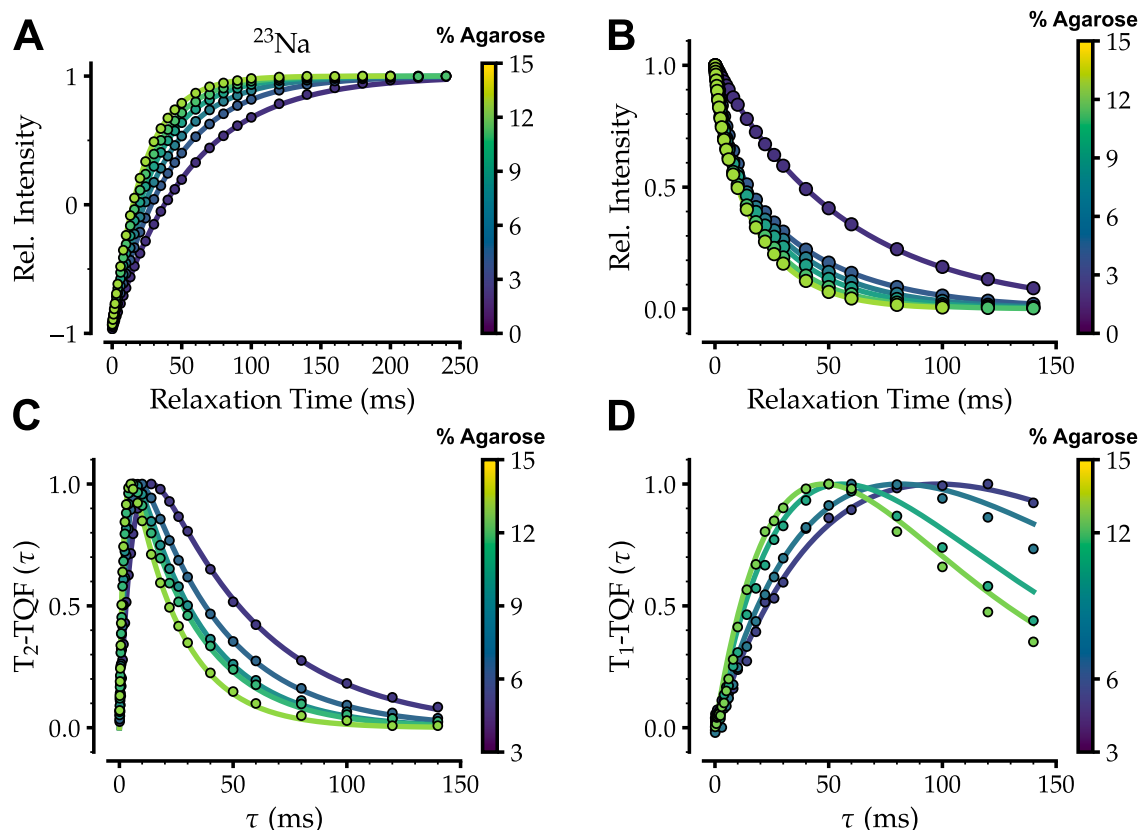 A
²³Na
% Agarose
Rel. Intensity
1
0
−1
0 50 100 150 200 250
Relaxation Time (ms)
15
12
9
6
3
0
B
% Agarose
Rel. Intensity
1.0
0.5
0.0
0 50 100 150
Relaxation Time (ms)
15
12
9
6
3
0
C
% Agarose
T₂-TQF (τ)
1.0
0.5
0.0
0 50 100 150
τ (ms)
15
12
9
6
3
D
% Agarose
T₁-TQF (τ)
1.0
0.5
0.0
0 50 100 150
τ (ms)
15
12
6
3